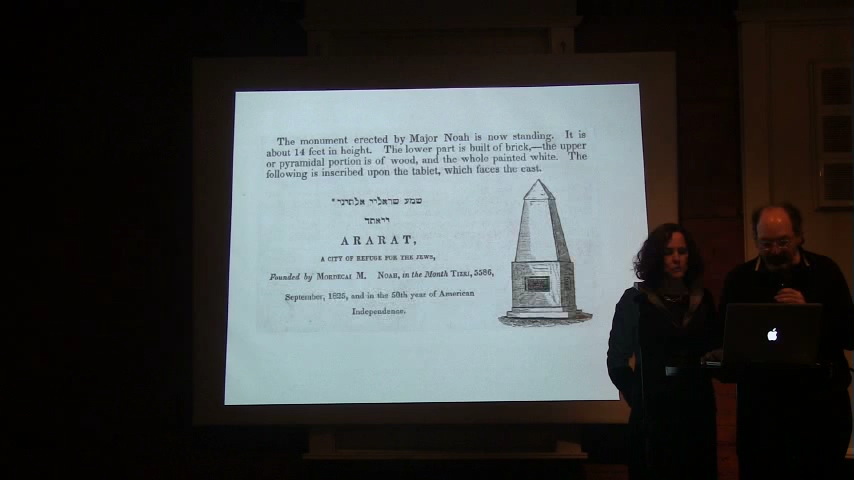 The monument erected by Major Noah is now standing. It is
about 14 feet in height. The lower part is built of brick,—the upper
or pyramidal portion is of wood, and the whole painted white. The
following is inscribed upon the tablet, which faces the east.
ARARAT,
A CITY OF REFUGE FOR THE JEWS,
Founded by MORDECAI M. NOAH, in the Month TIZRI, 5586,
September, 1825, and in the 50th year of American
Independence.